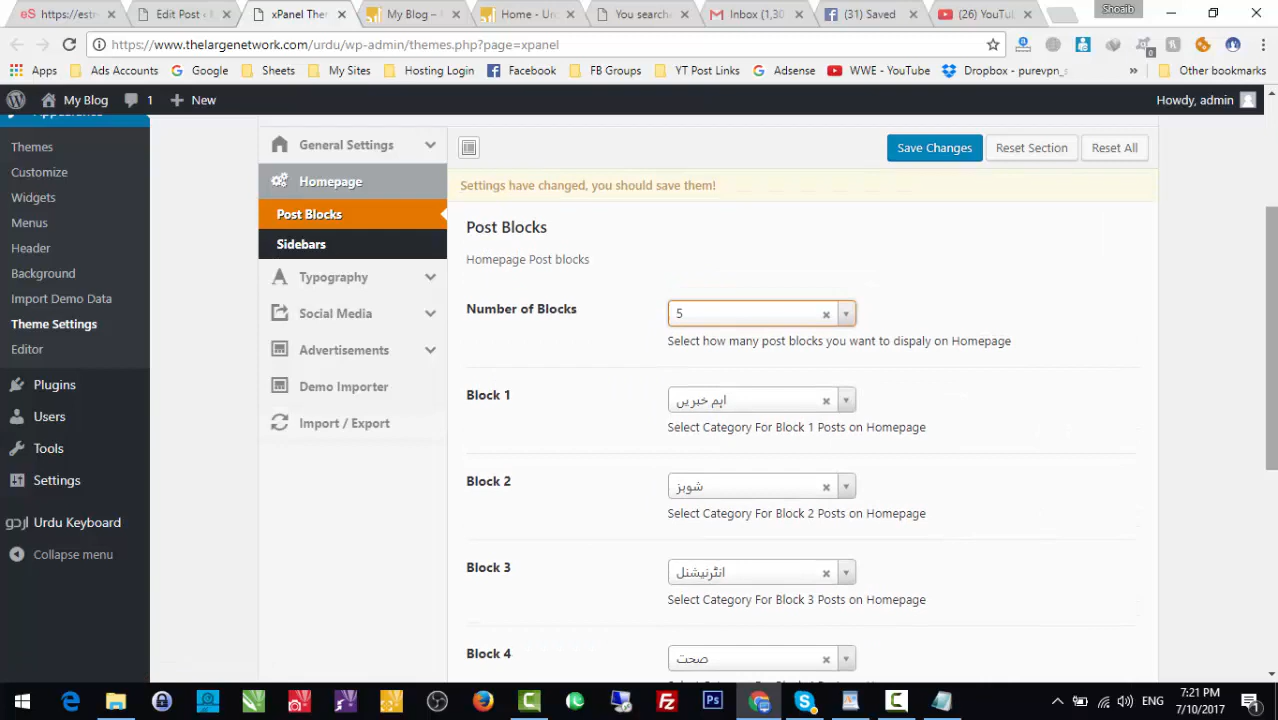 https://estr
Edit Post ‹ M
xPanel Them
My Blog –
Home - Urd
You search
Inbox (1,30
(31) Saved
(26) YouTu
Shoaib
https://www.thelargenetwork.com/urdu/wp-admin/themes.php?page=xpanel
Apps
Ads Accounts
Google
Sheets
My Sites
Hosting Login
Facebook
FB Groups
YT Post Links
Adsense
WWE - YouTube
Dropbox - purevpn_s
Other bookmarks
My Blog
1
New
Howdy, admin
Appearance
Themes
Customize
Widgets
Menus
Header
Background
Import Demo Data
Theme Settings
Editor
Plugins
Users
Tools
Settings
Urdu Keyboard
Collapse menu
General Settings
Homepage
Post Blocks
Sidebars
Typography
Social Media
Advertisements
Demo Importer
Import / Export
Save Changes
Reset Section
Reset All
Settings have changed, you should save them!
Post Blocks
Homepage Post blocks
Number of Blocks
5
Select how many post blocks you want to dispaly on Homepage
Block 1
اہم خبریں
Select Category For Block 1 Posts on Homepage
Block 2
شوبز
Select Category For Block 2 Posts on Homepage
Block 3
انٹرنیشنل
Select Category For Block 3 Posts on Homepage
Block 4
صحت
ENG
7:21 PM
7/10/2017